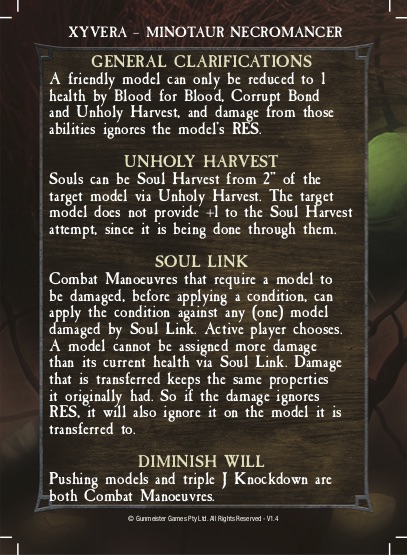 XYVERA – MINOTAUR NECROMANCER
GENERAL CLARIFICATIONS
A friendly model can only be reduced to 1
health by Blood for Blood, Corrupt Bond
and Unholy Harvest, and damage from those
abilities ignores the model's RES.
UNHOLY HARVEST
Souls can be Soul Harvest from 2" of the
target model via Unholy Harvest. The target
model does not provide +1 to the Soul Harvest
attempt, since it is being done through them.
SOUL LINK
Combat Manoeuvres that require a model to
be damaged, before applying a condition, can
apply the condition against any (one) model
damaged by Soul Link. Active player chooses.
A model cannot be assigned more damage
than its current health via Soul Link. Damage
that is transferred keeps the same properties
it originally had. So if the damage ignores
RES, it will also ignore it on the model it is
transferred to.
DIMINISH WILL
Pushing models and triple J Knockdown are
both Combat Manoeuvres.
© Gunmeister Games Pty Ltd. All Rights Reserved - V1.4